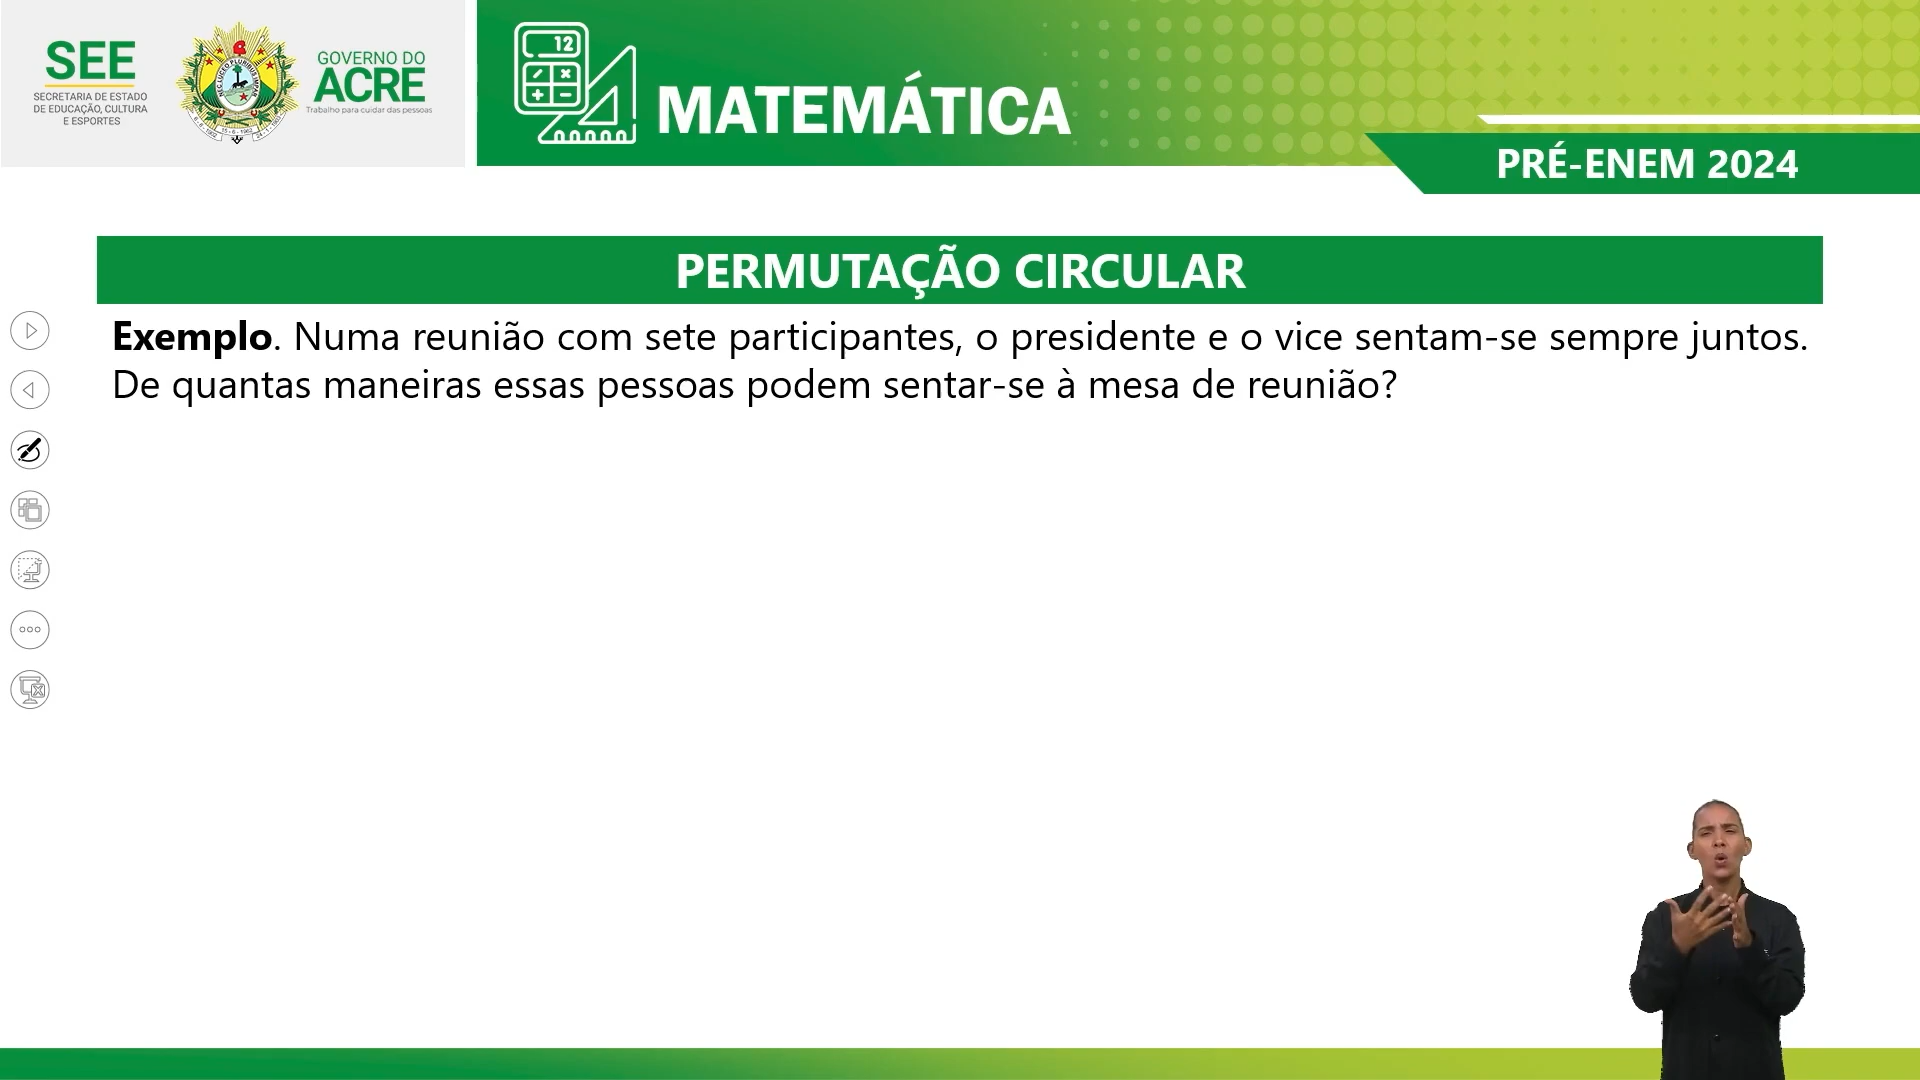 SEE
SECRETARIA DE ESTADO
DE EDUCAÇÃO, CULTURA
E ESPORTES
GOVERNO DO
ACRE
Trabalho para cuidar das pessoas
12
MATEMÁTICA
PRÉ-ENEM 2024
PERMUTAÇÃO CIRCULAR
Exemplo. Numa reunião com sete participantes, o presidente e o vice sentam-se sempre juntos.
De quantas maneiras essas pessoas podem sentar-se à mesa de reunião?